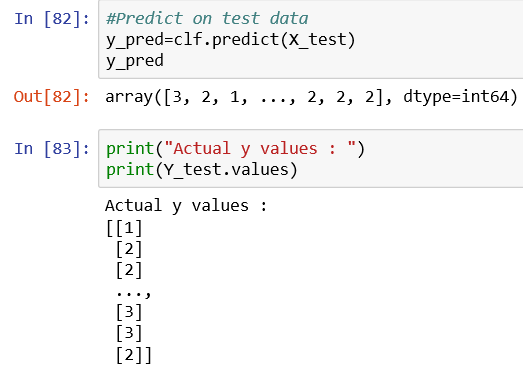 In [82]: #Predict on test data
y_pred=clf.predict(X_test)
y_pred
Out[82]: array([3, 2, 1, ..., 2, 2, 2], dtype=int64)
In [83]: print("Actual y values : ")
print(Y_test.values)
Actual y values :
[[1]
[2]
[2]
...,
[3]
[3]
[2]]